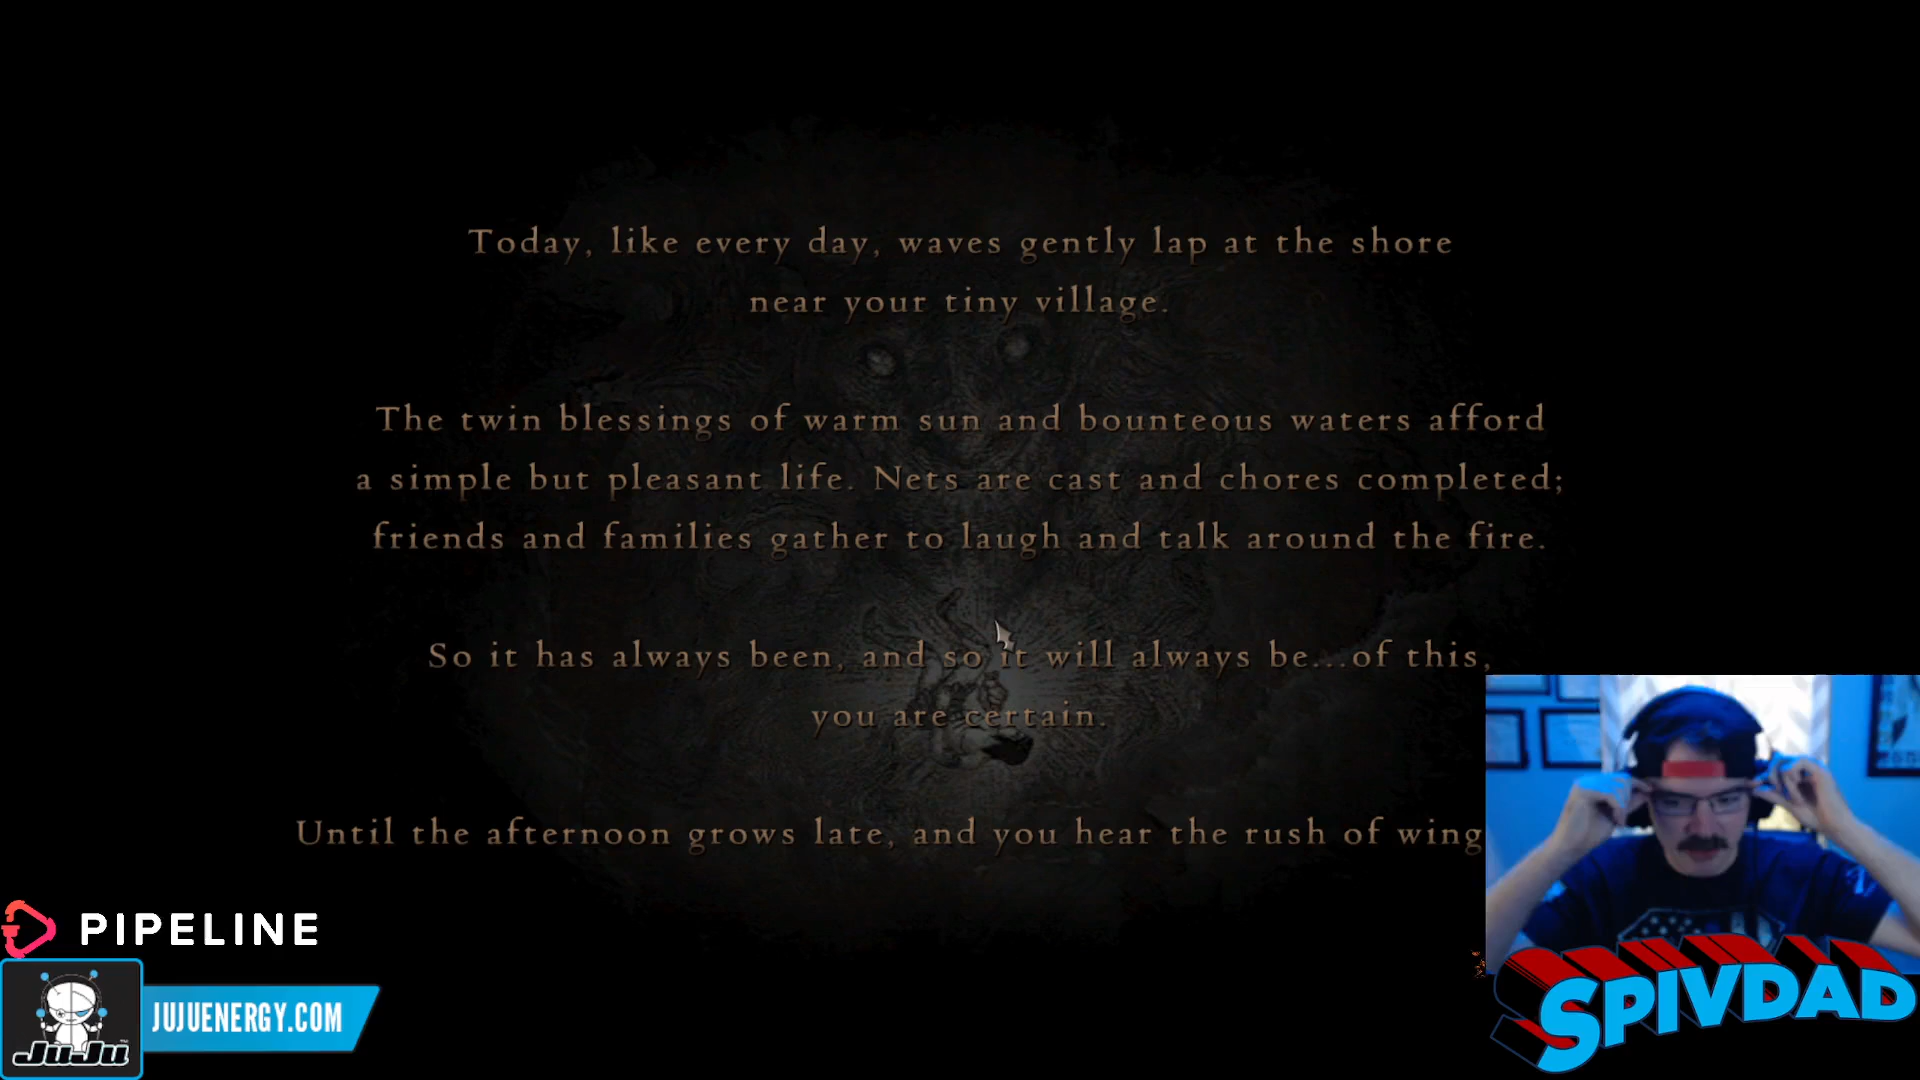 Today, like every day, waves gently lap at the shore
near your tiny village.
The twin blessings of warm sun and bounteous waters afford
a simple but pleasant life. Nets are cast and chores completed;
friends and families gather to laugh and talk around the fire.
So it has always been, and so it will always be...of this,
you are certain.
Until the afternoon grows late, and you hear the rush of wing
PIPELINE
JUJUENERGY.COM
JuJu
SPIVDAD